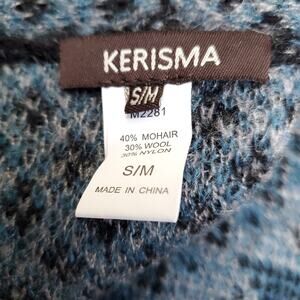 KERISMA
S/M
M2281
40% MOHAIR
30% WOOL
30% NYLON
S/M
MADE IN CHINA